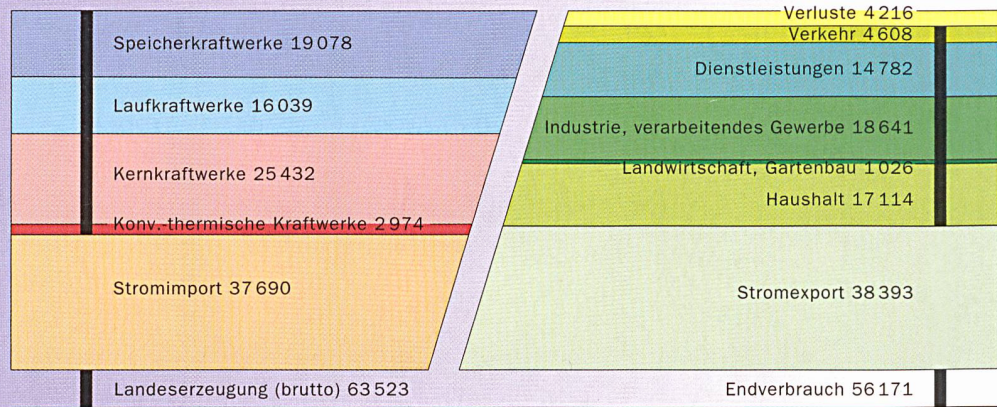 Speicherkraftwerke 19 078
Laufkraftwerke 16 039
Kernkraftwerke 25 432
Konv.-thermische Kraftwerke 2 974
Stromimport 37 690
Landeserzeugung (brutto) 63 523
Verluste 4 216
Verkehr 4 608
Dienstleistungen 14 782
Industrie, verarbeitendes Gewerbe 18 641
Landwirtschaft, Gartenbau 1 026
Haushalt 17 114
Stromexport 38 393
Endverbrauch 56 171